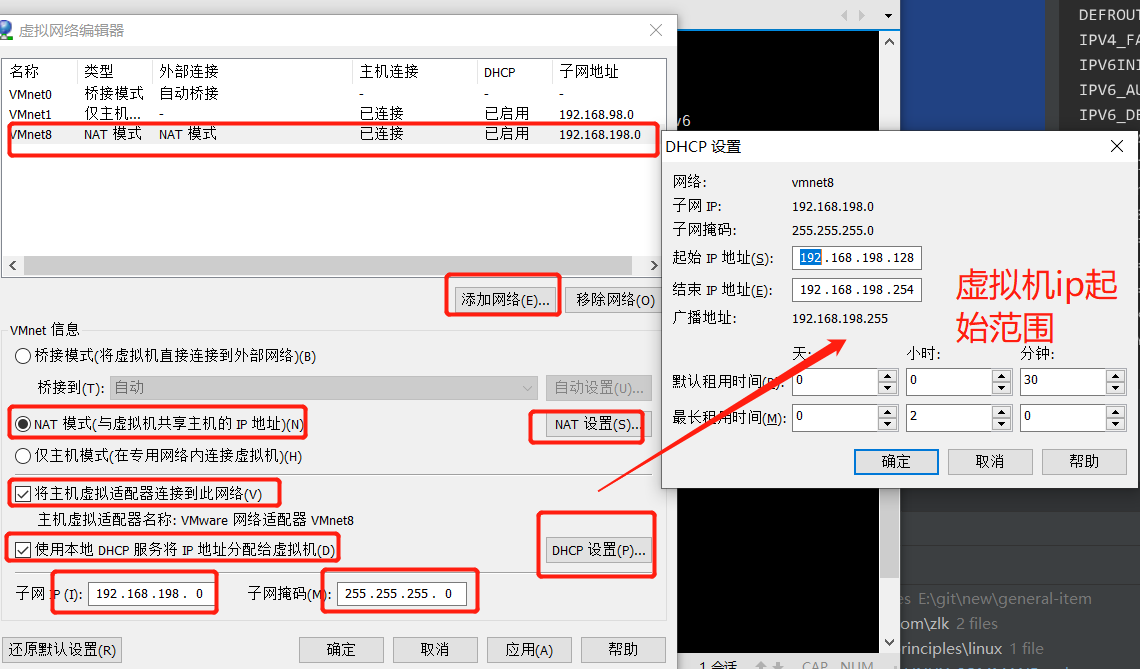 虚拟网络编辑器
名称 类型 外部连接 主机连接 DHCP 子网地址
VMnet0 桥接模式 自动桥接 - - -
VMnet1 仅主机... - 已连接 已启用 192.168.98.0
VMnet8 NAT 模式 NAT 模式 已连接 已启用 192.168.198.0
添加网络(E)... 移除网络(O)
VMnet 信息
桥接模式(将虚拟机直接连接到外部网络)(B)
桥接到(T): 自动 自动设置(U)...
NAT 模式(与虚拟机共享主机的 IP 地址)(N)
NAT 设置(S)...
仅主机模式(在专用网络内连接虚拟机)(H)
将主机虚拟适配器连接到此网络(V)
主机虚拟适配器名称: VMware 网络适配器 VMnet8
使用本地 DHCP 服务将 IP 地址分配给虚拟机(D)
DHCP 设置(P)...
子网 IP (I): 192 . 168 . 198 . 0 子网掩码(M): 255 . 255 . 255 . 0
还原默认设置(R) 确定 取消 应用(A) 帮助
v6
DEFROUT
IPV4_FA
IPV6INI
IPV6_AU
IPV6_DE
DHCP 设置
网络: vmnet8
子网 IP: 192.168.198.0
子网掩码: 255.255.255.0
起始 IP 地址(S): 192 . 168 . 198 . 128
结束 IP 地址(E): 192 . 168 . 198 . 254
广播地址: 192.168.198.255
虚拟机ip起
始范围
天: 小时: 分钟:
默认租用时间(D): 0 0 30
最长租用时间(M): 0 2 0
确定 取消 帮助
es E:\git\new\general-item
om\zlk 2 files
rinciples\linux 1 file
1 会话 CAP NUM